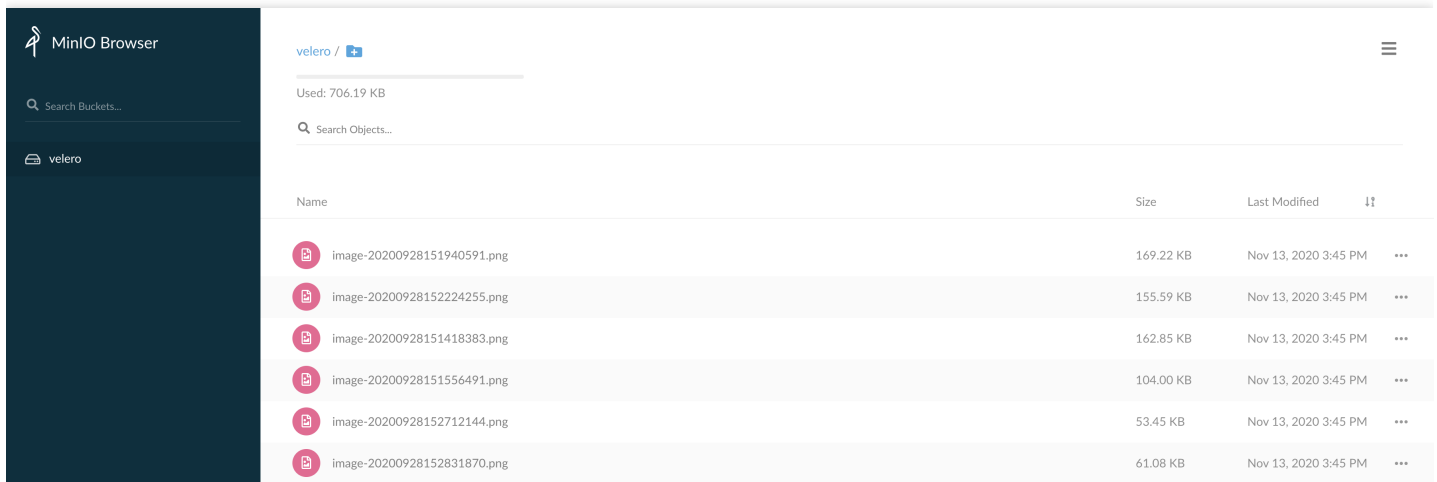 MinIO Browser
velero /
Used: 706.19 KB
Search Buckets...
Search Objects...
velero
Name Size Last Modified
image-20200928151940591.png 169.22 KB Nov 13, 2020 3:45 PM
image-20200928152224255.png 155.59 KB Nov 13, 2020 3:45 PM
image-20200928151418383.png 162.85 KB Nov 13, 2020 3:45 PM
image-20200928151556491.png 104.00 KB Nov 13, 2020 3:45 PM
image-20200928152712144.png 53.45 KB Nov 13, 2020 3:45 PM
image-20200928152831870.png 61.08 KB Nov 13, 2020 3:45 PM